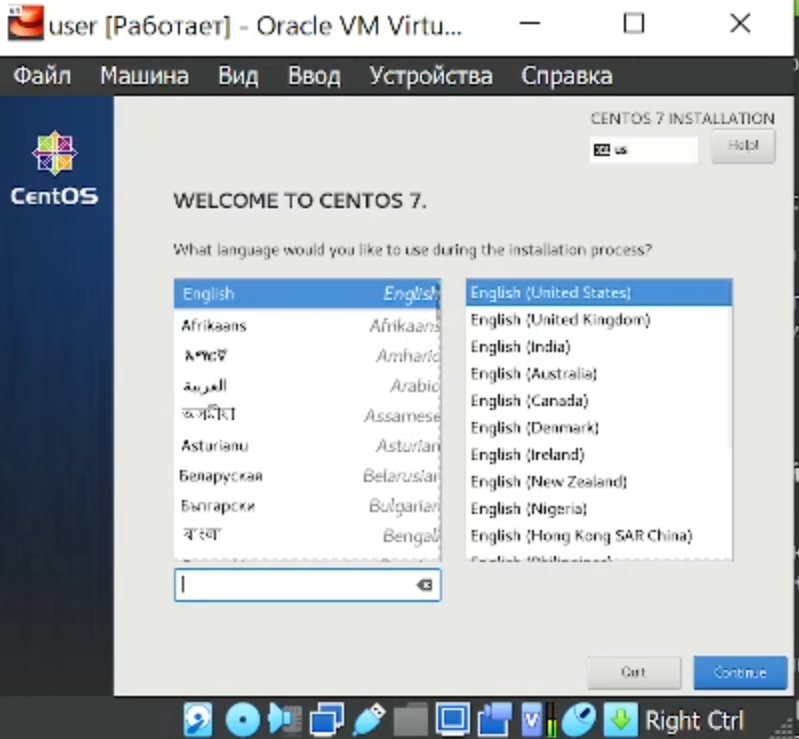 user [Работает] - Oracle VM Virtu...
Файл Машина Вид Ввод Устройства Справка
CentOS
CENTOS 7 INSTALLATION
us Help!
WELCOME TO CENTOS 7.
What language would you like to use during the installation process?
English English
Afrikaans Afrikaans
አማርኛ Amharic
العربية Arabic
অসমীয়া Assamese
Asturianu Asturian
Беларуская Belarusian
Български Bulgarian
বাংলা Bengali
English (United States)
English (United Kingdom)
English (India)
English (Australia)
English (Canada)
English (Denmark)
English (Ireland)
English (New Zealand)
English (Nigeria)
English (Hong Kong SAR China)
English (Philippines)
Quit Continue
Right Ctrl